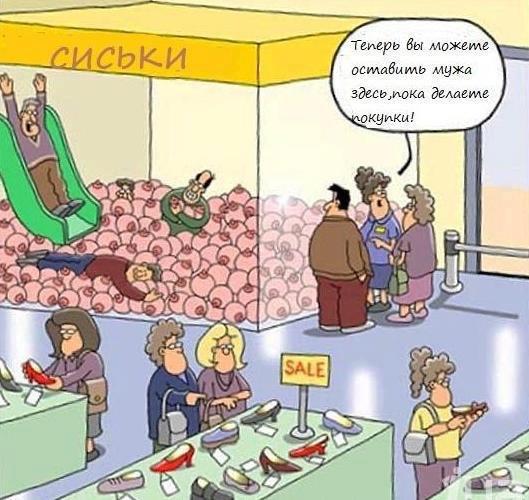 сиськи
Теперь вы можете
оставить мужа
здесь,пока делаете
покупки!
SALE